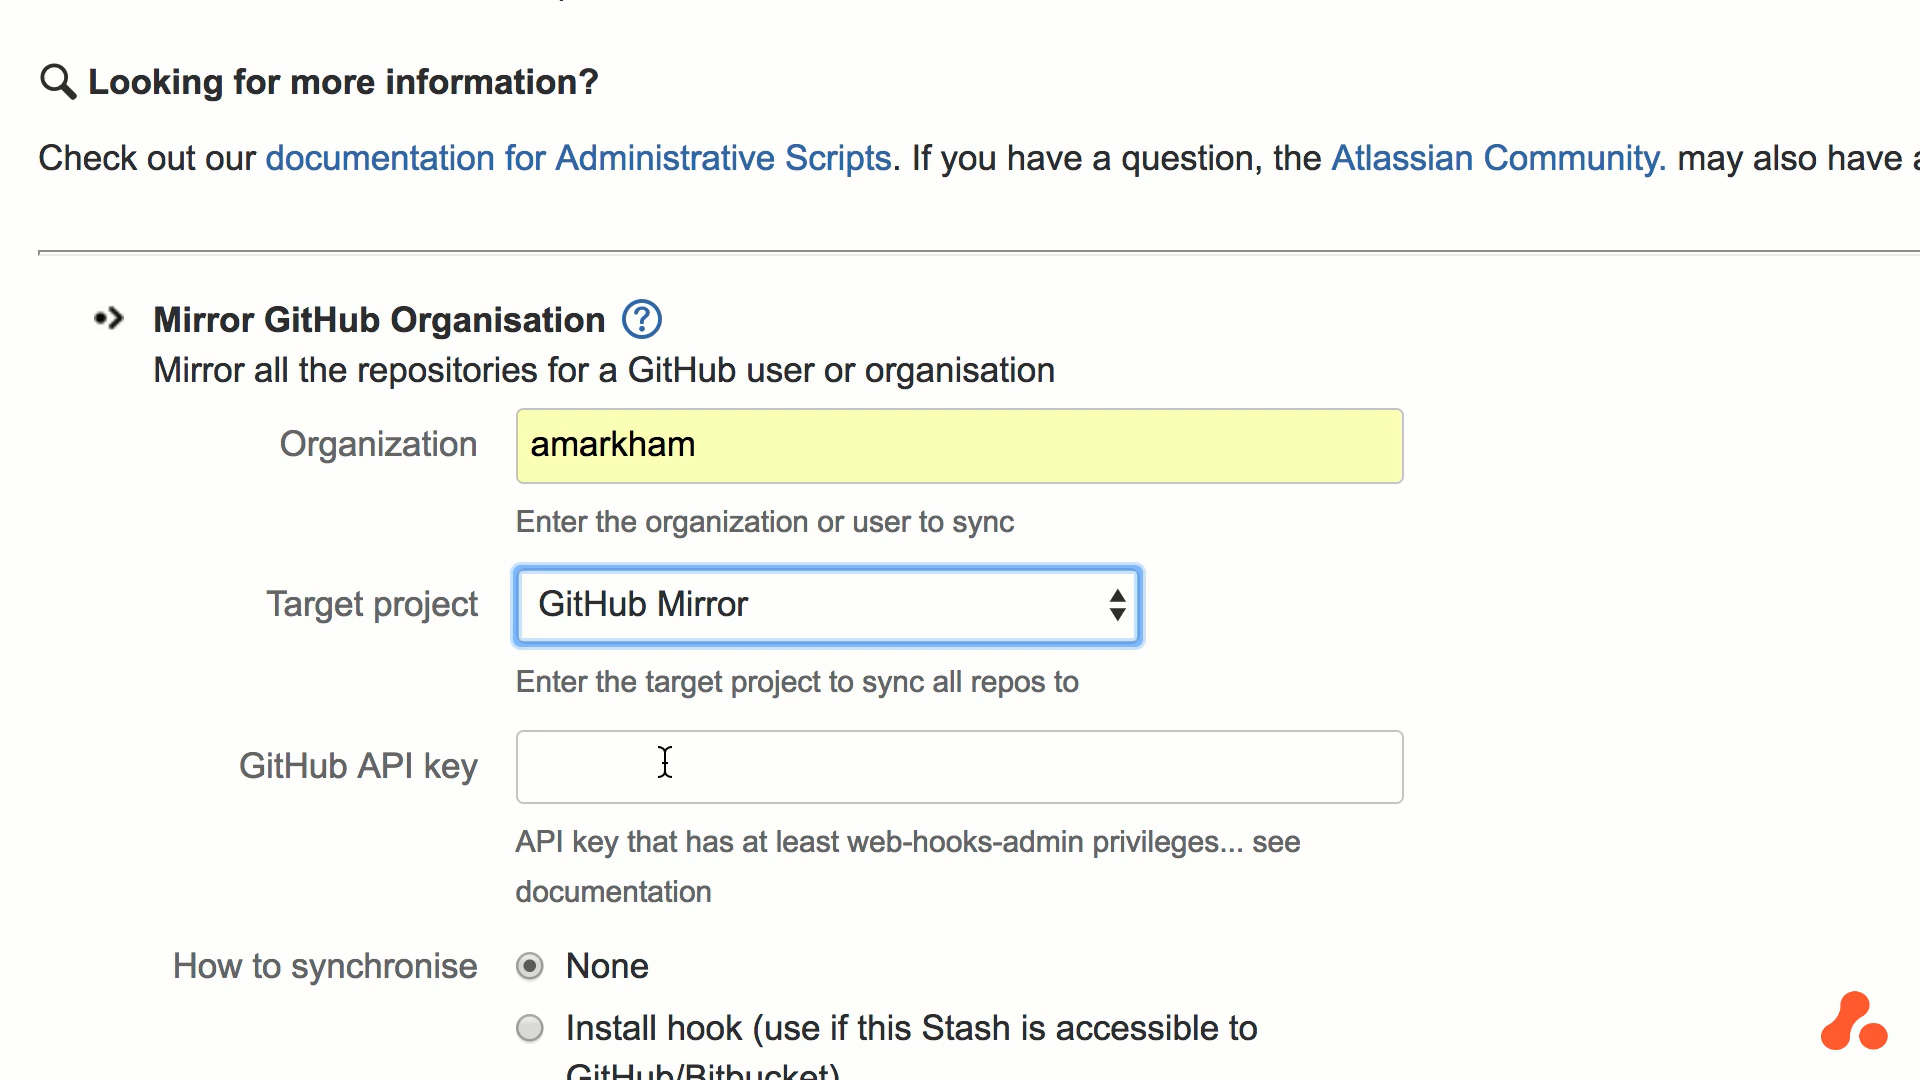 Looking for more information?
Check out our documentation for Administrative Scripts. If you have a question, the Atlassian Community. may also have
Mirror GitHub Organisation ?
Mirror all the repositories for a GitHub user or organisation
Organization amarkham
Enter the organization or user to sync
Target project GitHub Mirror
Enter the target project to sync all repos to
GitHub API key
API key that has at least web-hooks-admin privileges... see
documentation
How to synchronise None
Install hook (use if this Stash is accessible to
GitHub/Bitbucket)